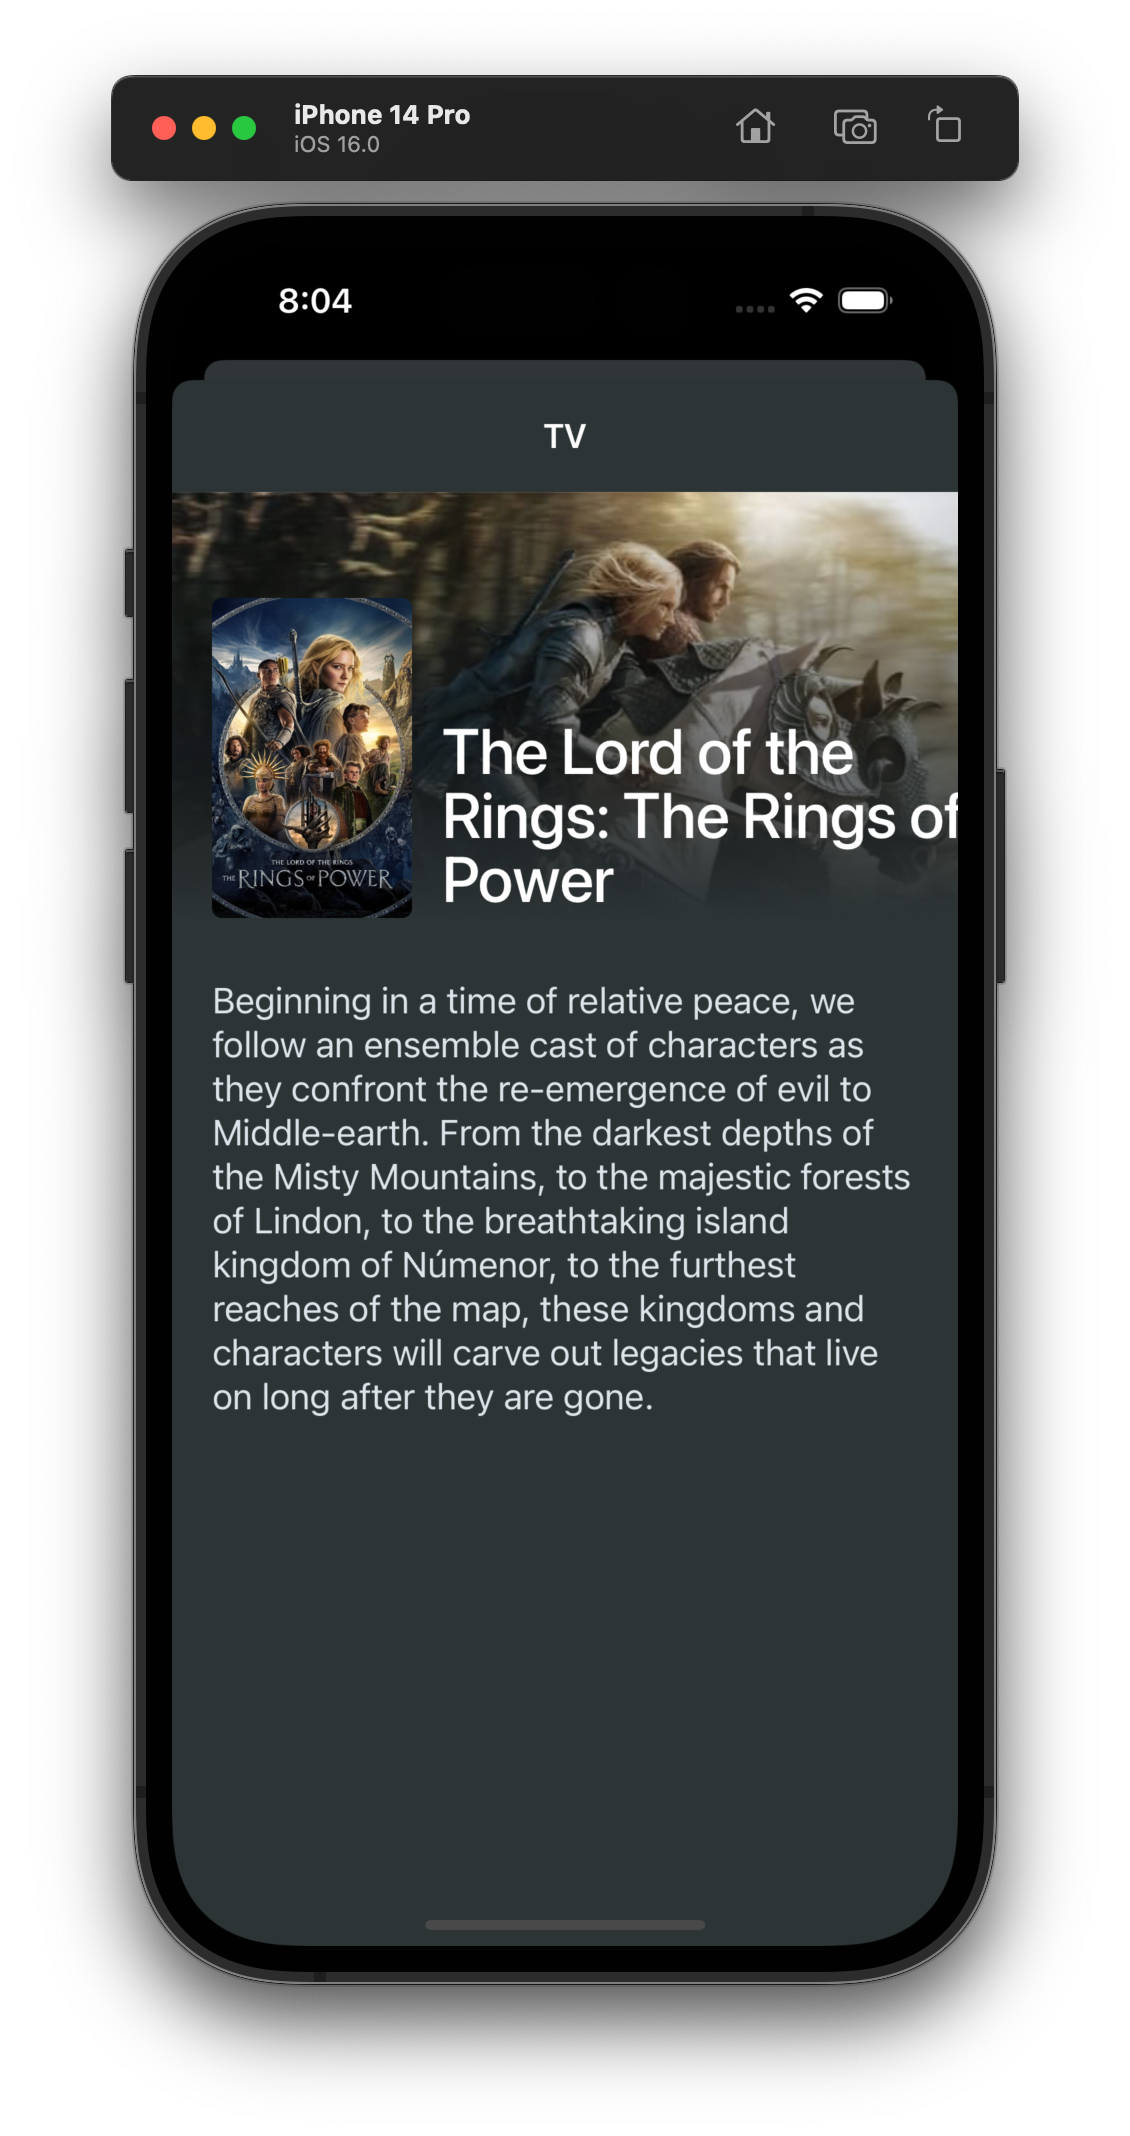 iPhone 14 Pro
iOS 16.0
8:04
TV
The Lord of the
Rings: The Rings of
Power
THE LORD OF THE RINGS
THE RINGS OF POWER
Beginning in a time of relative peace, we
follow an ensemble cast of characters as
they confront the re-emergence of evil to
Middle-earth. From the darkest depths of
the Misty Mountains, to the majestic forests
of Lindon, to the breathtaking island
kingdom of Númenor, to the furthest
reaches of the map, these kingdoms and
characters will carve out legacies that live
on long after they are gone.